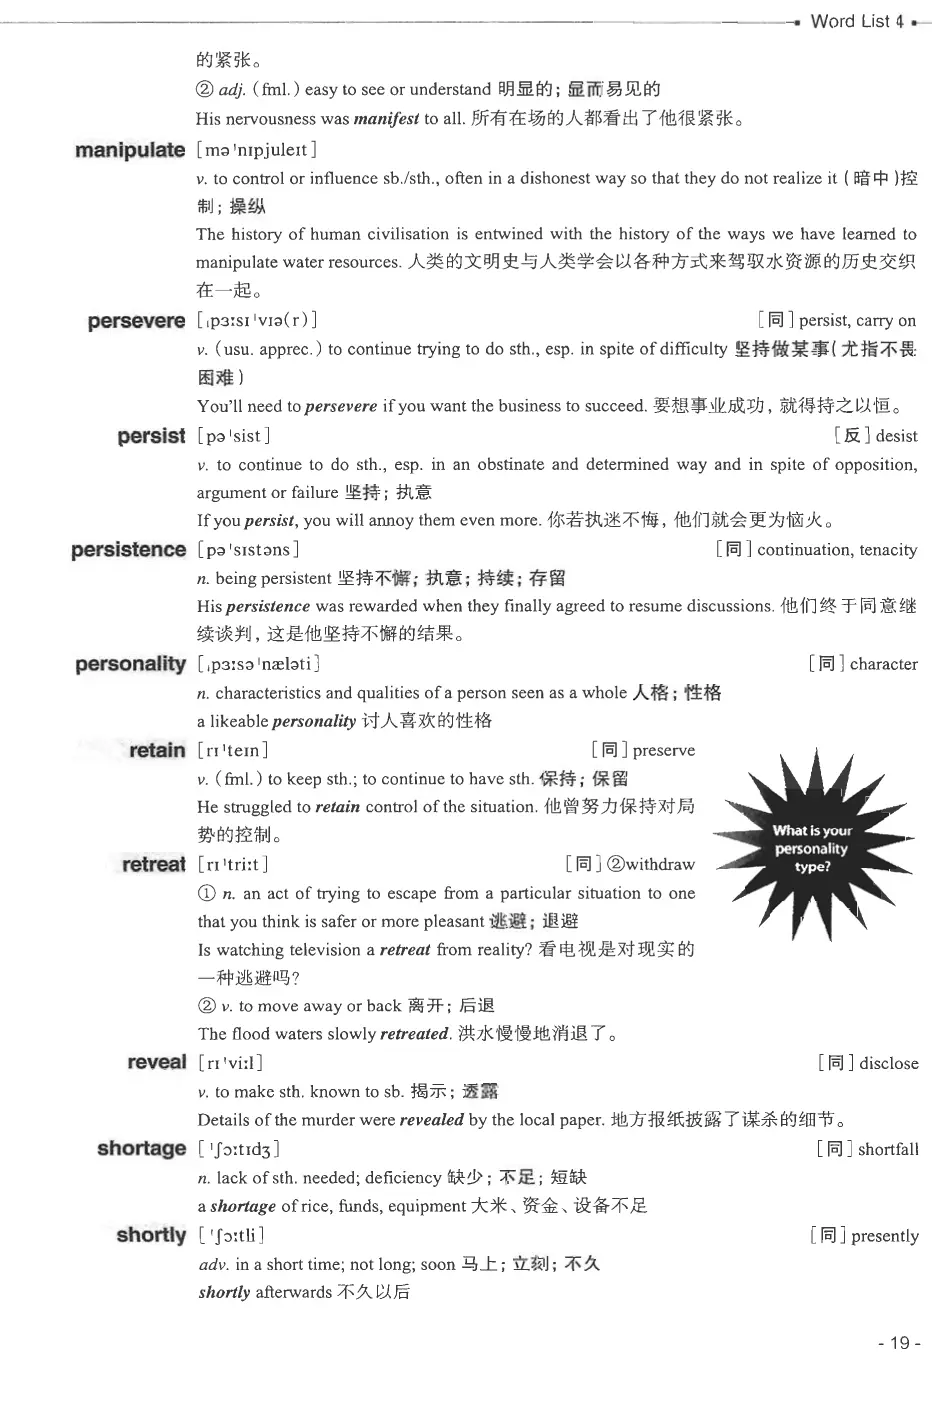 Word List 4
的紧张。
② adj. (fml.) easy to see or understand 明显的; 显而易见的
His nervousness was manifest to all. 所有在场的人都看出了他很紧张。
manipulate [məˈnɪpjuleɪt]
v. to control or influence sb./sth., often in a dishonest way so that they do not realize it (暗中)控
制; 操纵
The history of human civilisation is entwined with the history of the ways we have learned to
manipulate water resources. 人类的文明史与人类学会以各种方式来驾驭水资源的历史交织
在一起。
persevere [ˌpɜːsɪˈvɪə(r)] [同] persist, carry on
v. (usu. apprec.) to continue trying to do sth., esp. in spite of difficulty 坚持做某事(尤指不畏
困难)
You'll need to persevere if you want the business to succeed. 要想事业成功, 就得持之以恒。
persist [pəˈsist] [反] desist
v. to continue to do sth., esp. in an obstinate and determined way and in spite of opposition,
argument or failure 坚持; 执意
If you persist, you will annoy them even more. 你若执迷不悔, 他们就会更为恼火。
persistence [pəˈsɪstəns] [同] continuation, tenacity
n. being persistent 坚持不懈; 执意; 持续; 存留
His persistence was rewarded when they finally agreed to resume discussions. 他们终于同意继
续谈判, 这是他坚持不懈的结果。
personality [ˌpɜːsəˈnæləti] [同] character
n. characteristics and qualities of a person seen as a whole 人格; 性格
a likeable personality 讨人喜欢的性格
retain [rɪˈteɪn] [同] preserve
v. (fml.) to keep sth.; to continue to have sth. 保持; 保留
He struggled to retain control of the situation. 他曾努力保持对局
势的控制。
What is your
personality
type?
retreat [rɪˈtriːt] [同] ②withdraw
① n. an act of trying to escape from a particular situation to one
that you think is safer or more pleasant 逃避; 退避
Is watching television a retreat from reality? 看电视是对现实的
一种逃避吗?
② v. to move away or back 离开; 后退
The flood waters slowly retreated. 洪水慢慢地消退了。
reveal [rɪˈviːl] [同] disclose
v. to make sth. known to sb. 揭示; 透露
Details of the murder were revealed by the local paper. 地方报纸披露了谋杀的细节。
shortage [ˈʃɔːtɪdʒ] [同] shortfall
n. lack of sth. needed; deficiency 缺少; 不足; 短缺
a shortage of rice, funds, equipment 大米、资金、设备不足
shortly [ˈʃɔːtli] [同] presently
adv. in a short time; not long; soon 马上; 立刻; 不久
shortly afterwards 不久以后
- 19 -